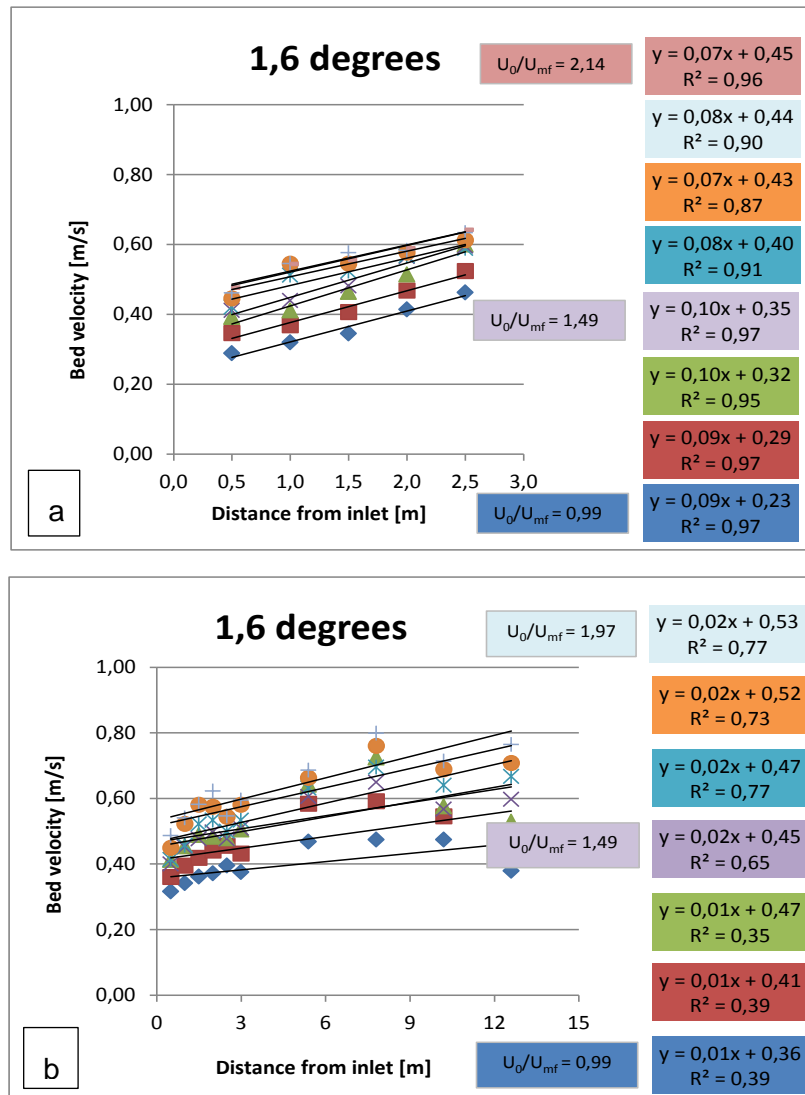 1,6 degrees
U0/Umf = 2,14
y = 0,07x + 0,45
R² = 0,96
y = 0,08x + 0,44
R² = 0,90
y = 0,07x + 0,43
R² = 0,87
y = 0,08x + 0,40
R² = 0,91
y = 0,10x + 0,35
R² = 0,97
y = 0,10x + 0,32
R² = 0,95
y = 0,09x + 0,29
R² = 0,97
y = 0,09x + 0,23
R² = 0,97
Bed velocity [m/s]
1,00
0,80
0,60
0,40
0,20
0,00
U0/Umf = 1,49
0,0 0,5 1,0 1,5 2,0 2,5 3,0
Distance from inlet [m]
U0/Umf = 0,99
a
1,6 degrees
U0/Umf = 1,97
y = 0,02x + 0,53
R² = 0,77
y = 0,02x + 0,52
R² = 0,73
y = 0,02x + 0,47
R² = 0,77
y = 0,02x + 0,45
R² = 0,65
y = 0,01x + 0,47
R² = 0,35
y = 0,01x + 0,41
R² = 0,39
y = 0,01x + 0,36
R² = 0,39
Bed velocity [m/s]
1,00
0,80
0,60
0,40
0,20
0,00
U0/Umf = 1,49
0 3 6 9 12 15
Distance from inlet [m]
U0/Umf = 0,99
b